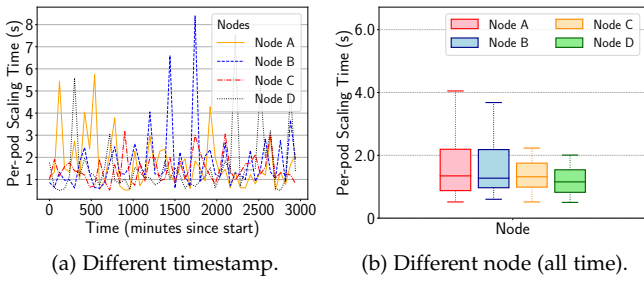 Per-pod Scaling Time (s)
8
7
6
5
4
3
2
1
Nodes
Node A
Node B
Node C
Node D
0
500
1000
1500
2000
2500
3000
Time (minutes since start)
(a) Different timestamp.
Per-pod Scaling Time (s)
6.0
4.0
2.0
0
Node A
Node B
Node C
Node D
Node
(b) Different node (all time).